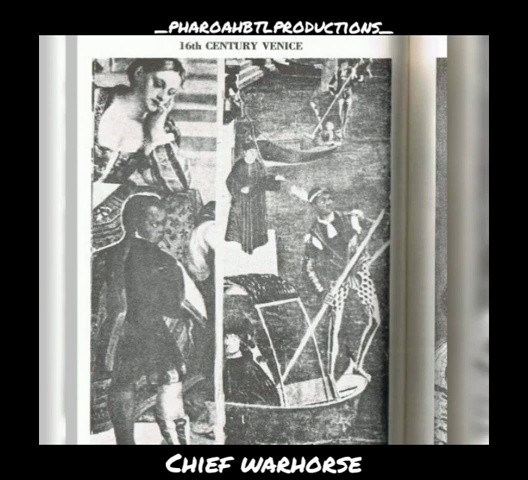 _PHAROAHBTLPRODUCTIONS_
16th CENTURY VENICE
CHIEF WARHORSE